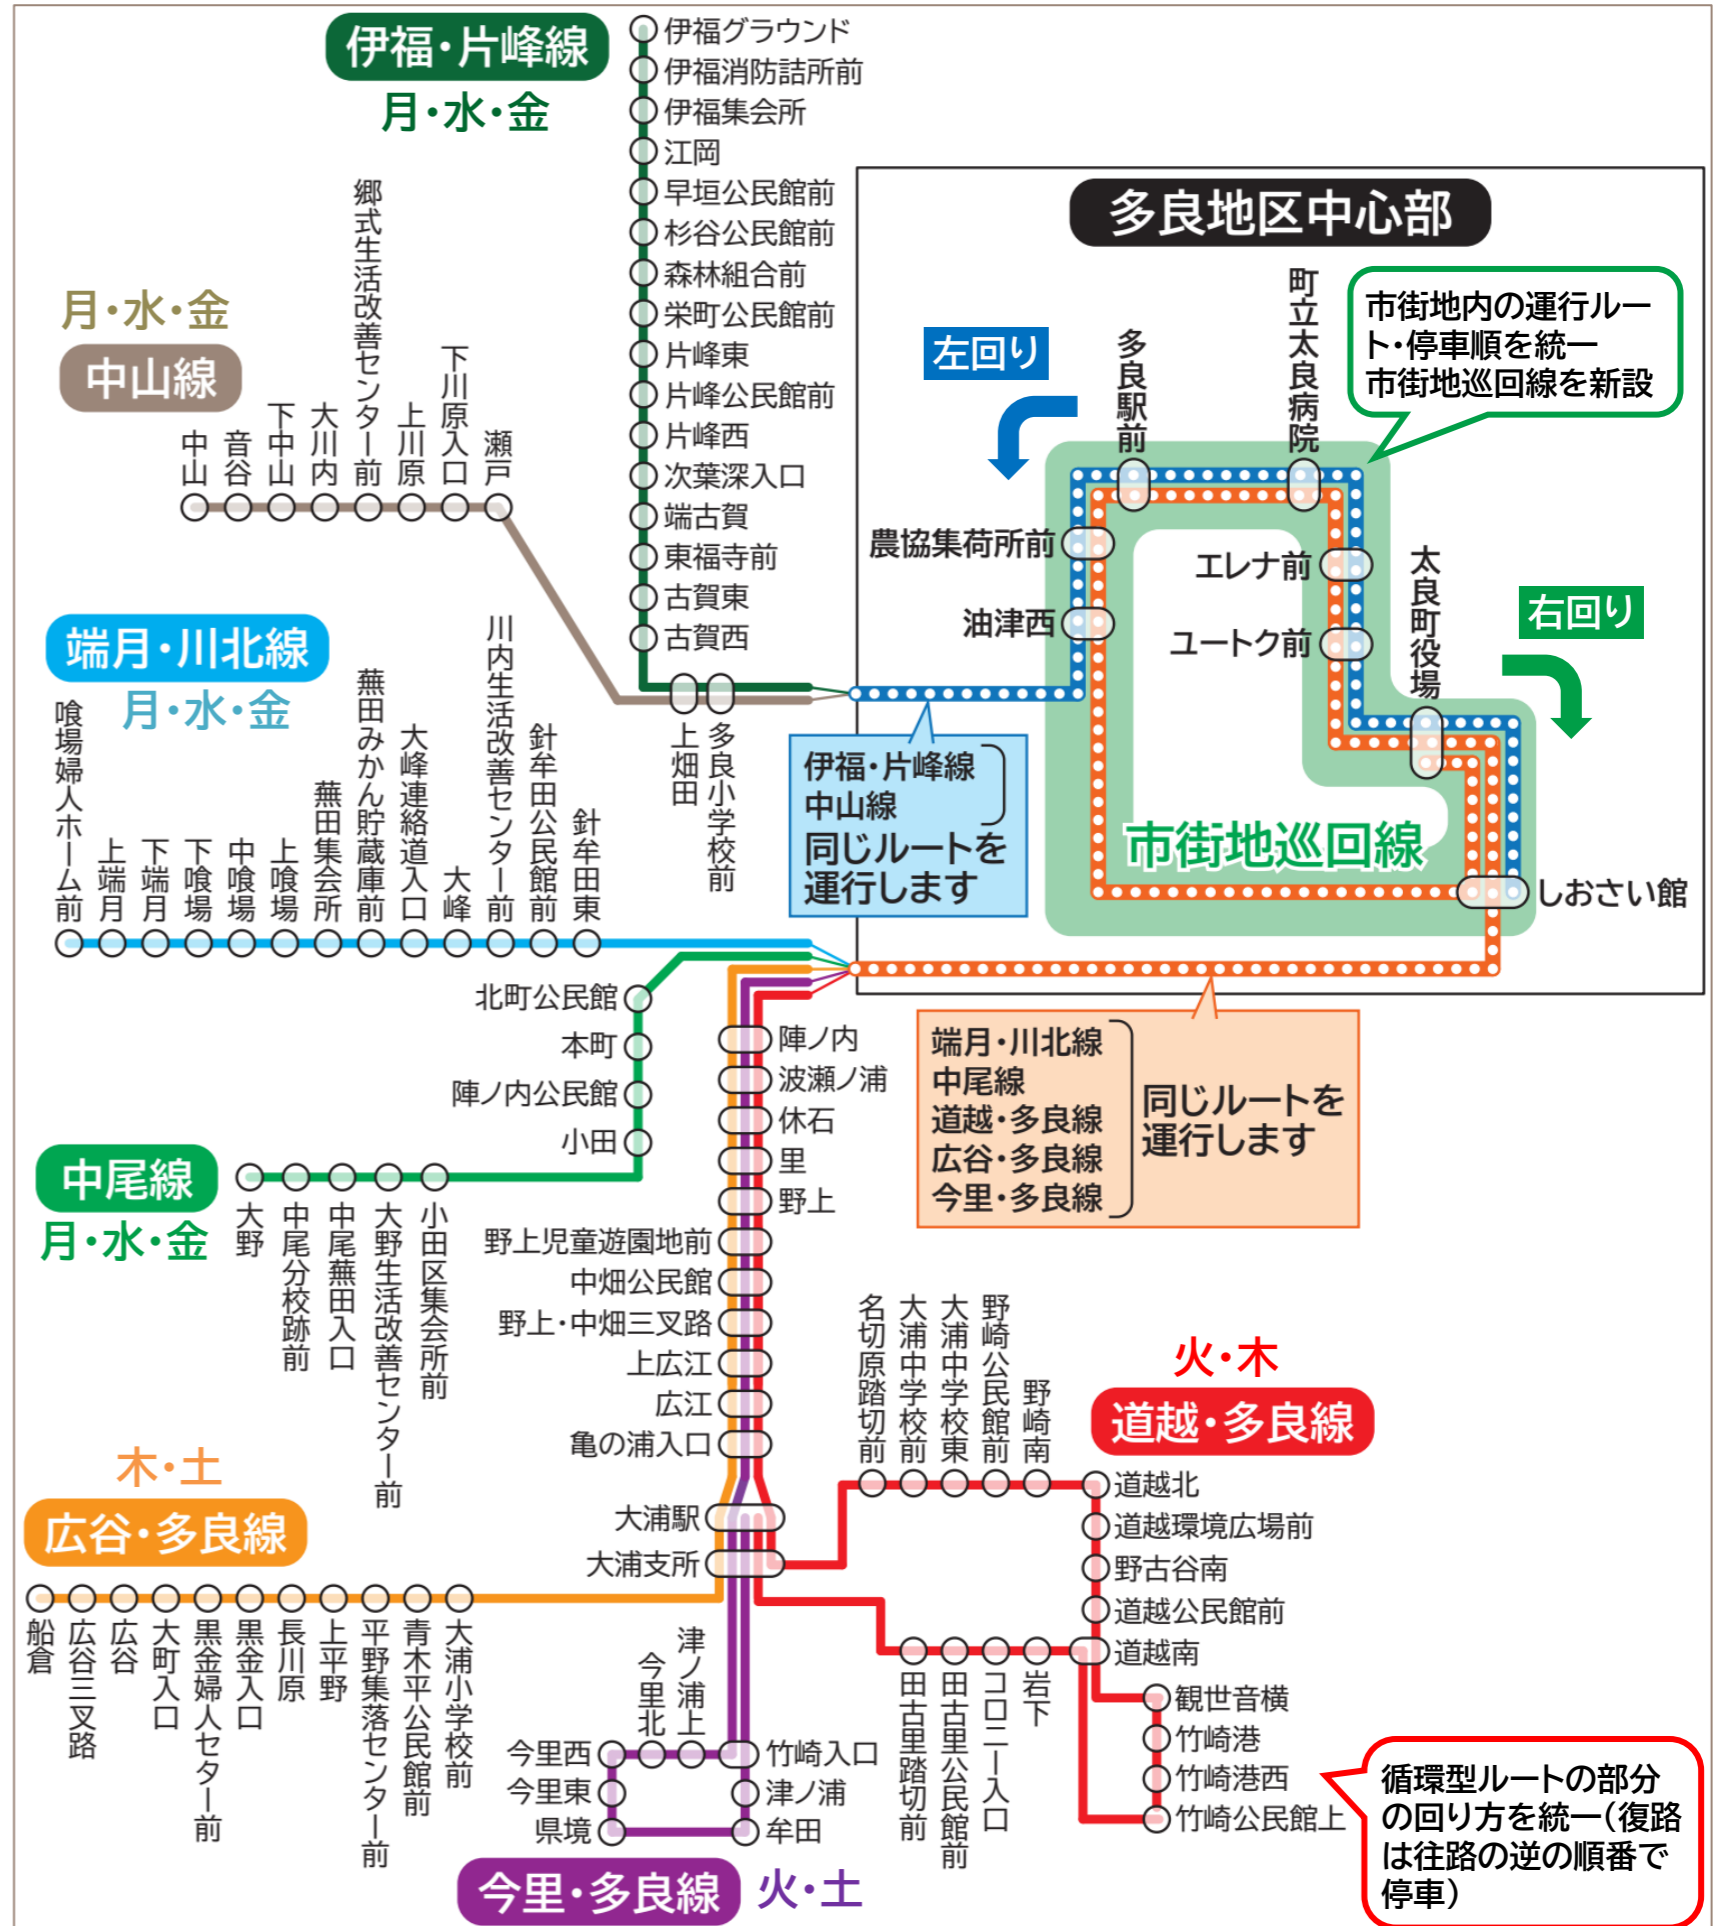 伊福・片峰線
月・水・金
伊福グラウンド
伊福消防詰所前
伊福集会所
江岡
早垣公民館前
杉谷公民館前
森林組合前
栄町公民館前
片峰東
片峰公民館前
片峰西
次葉深入口
端古賀
東福寺前
古賀東
古賀西
上畑田
多良小学校前
月・水・金
中山線
中山
音谷
下中山
大川内
郷式生活改善センター前
上川原
下川原入口
瀬戸
端月・川北線
月・水・金
喰場婦人ホーム前
上端月
下端月
下喰場
中喰場
上喰場
蕪田集会所
蕪田みかん貯蔵庫前
大峰連絡道入口
大峰
川内生活改善センター前
針牟田公民館前
針牟田東
多良地区中心部
市街地内の運行ルー
ト・停車順を統一
市街地巡回線を新設
左回り
右回り
多良駅前
町立太良病院
農協集荷所前
油津西
エレナ前
ユートク前
太良町役場
しおさい館
市街地巡回線
伊福・片峰線
中山線
同じルートを
運行します
端月・川北線
中尾線
道越・多良線
広谷・多良線
今里・多良線
同じルートを
運行します
中尾線
月・水・金
北町公民館
本町
陣ノ内公民館
小田
大野
中尾分校跡前
中尾蕪田入口
大野生活改善センター前
小田区集会所前
陣ノ内
波瀬ノ浦
休石
里
野上
野上児童遊園地前
中畑公民館
野上・中畑三叉路
上広江
広江
亀の浦入口
大浦駅
大浦支所
木・土
広谷・多良線
船倉
広谷三叉路
広谷
大町入口
黒金婦人センター前
黒金入口
長川原
上平野
平野集落センター前
青木平公民館前
大浦小学校前
火・木
道越・多良線
名切原踏切前
大浦中学校前
大浦中学校東
野崎公民館前
野崎南
道越北
道越環境広場前
野古谷南
道越公民館前
道越南
田古里踏切前
田古里公民館前
コロニー入口
岩下
観世音横
竹崎港
竹崎港西
竹崎公民館上
循環型ルートの部分
の回り方を統一(復路
は往路の逆の順番で
停車)
今里西
今里北
津ノ浦上
竹崎入口
今里東
津ノ浦
県境
牟田
今里・多良線
火・土